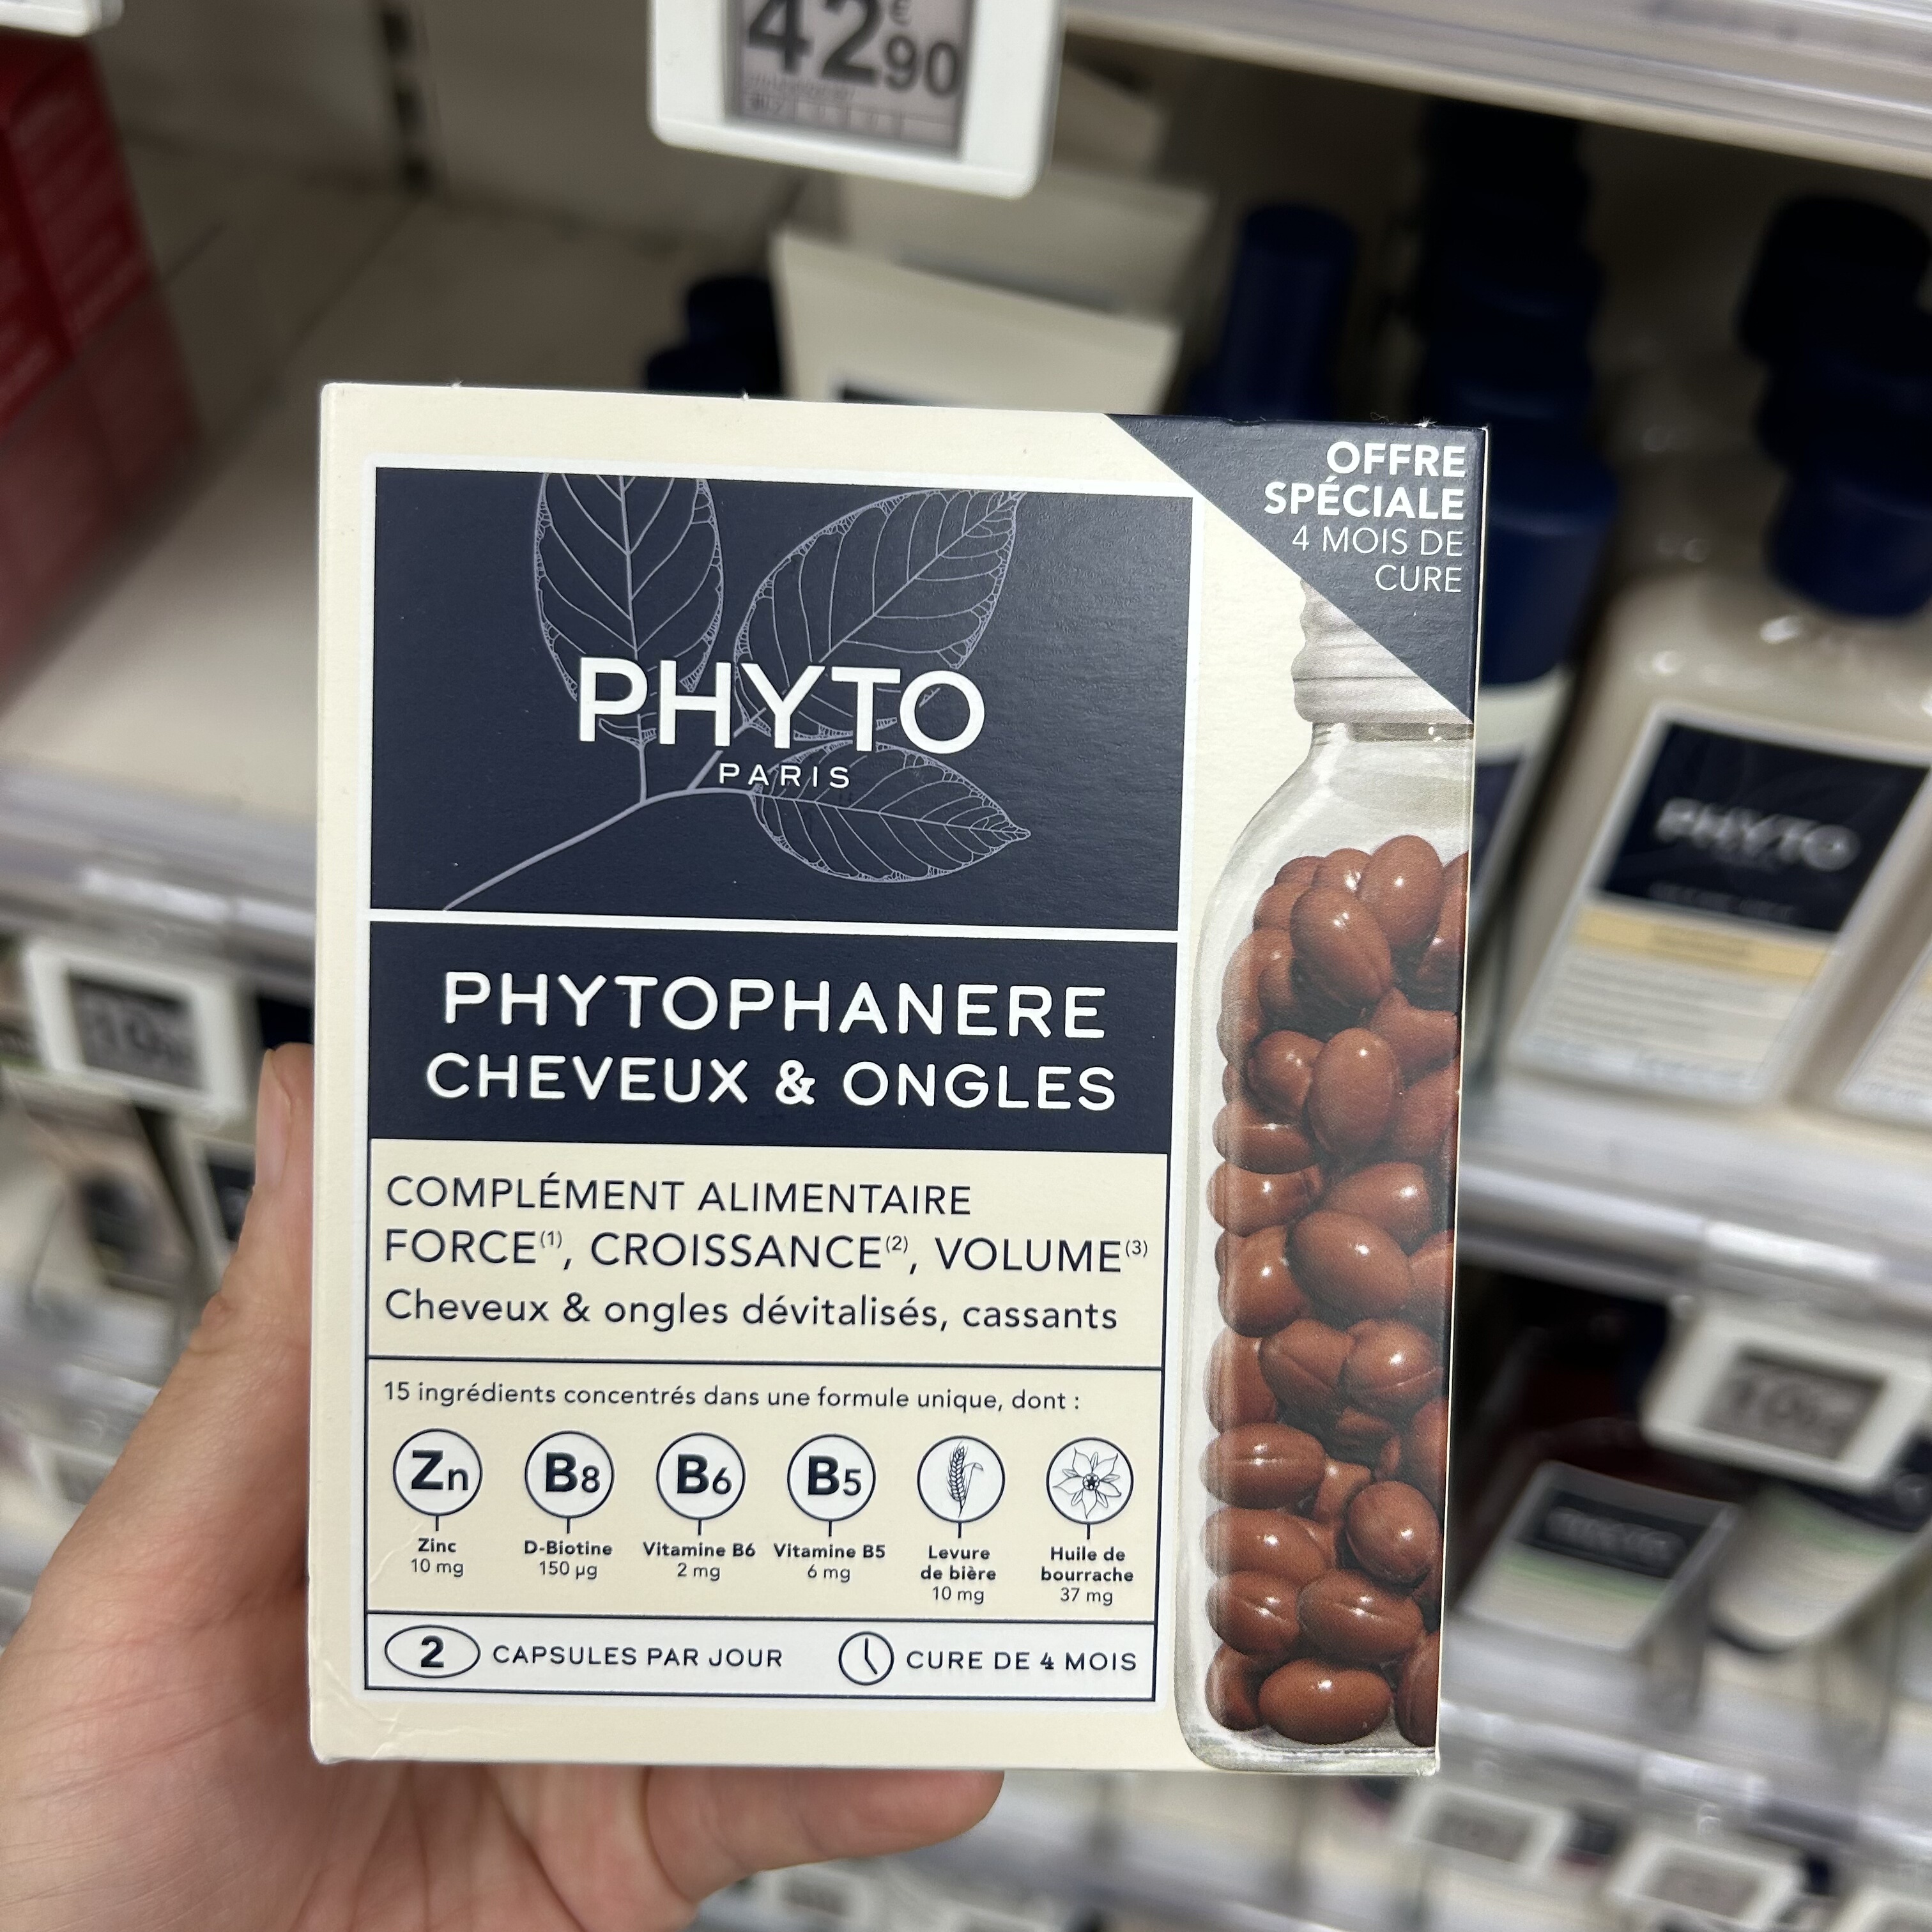 42€90
OFFRE
SPÉCIALE
4 MOIS DE
CURE
PHYTO
PARIS
PHYTOPHANERE
CHEVEUX & ONGLES
COMPLÉMENT ALIMENTAIRE
FORCE(1), CROISSANCE(2), VOLUME(3)
Cheveux & ongles dévitalisés, cassants
15 ingrédients concentrés dans une formule unique, dont :
Zn B8 B6 B5
Zinc
10 mg
D-Biotine
150 µg
Vitamine B6
2 mg
Vitamine B5
6 mg
Levure
de bière
10 mg
Huile de
bourrache
37 mg
2 CAPSULES PAR JOUR CURE DE 4 MOIS
PHYTO